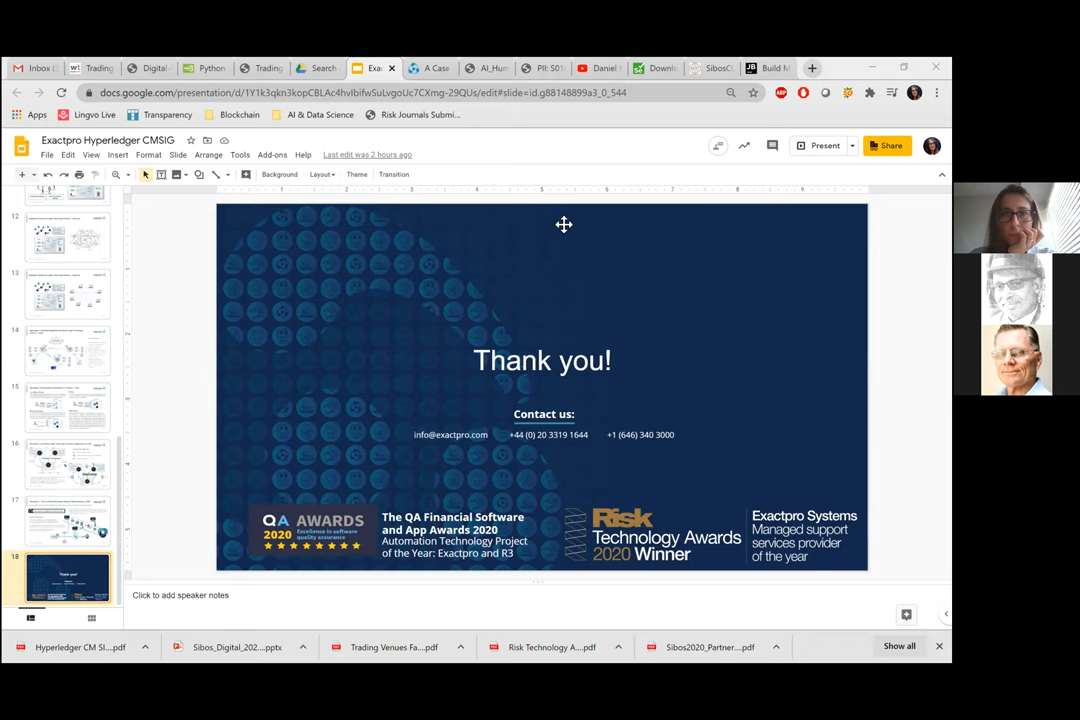 Inbox (
Trading
Digital
Python
Trading
Search
Exac
A Case
AI_Hum
PII: S01
Daniel M
Downlo
SibosC
Build M
docs.google.com/presentation/d/1Y1k3qkn3kopCBLAc4hvIbifwSuLvgoUc7CXmg-29QUs/edit#slide=id.g88148899a3_0_544
Apps
Lingvo Live
Transparency
Blockchain
AI & Data Science
Risk Journals Submi...
Exactpro Hyperledger CMSIG
File Edit View Insert Format Slide Arrange Tools Add-ons Help Last edit was 2 hours ago
Present
Share
Background Layout Theme Transition
12
13
14
15
16
17
18
Thank you!
Contact us:
info@exactpro.com +44 (0) 20 3319 1644 +1 (646) 340 3000
QA AWARDS
2020 Excellence in software quality assurance
The QA Financial Software
and App Awards 2020
Automation Technology Project
of the Year: Exactpro and R3
Risk
Technology Awards
2020 Winner
Exactpro Systems
Managed support
services provider
of the year
Click to add speaker notes
Hyperledger CM SI....pdf
Sibos_Digital_202....pptx
Trading Venues Fa....pdf
Risk Technology A....pdf
Sibos2020_Partner....pdf
Show all